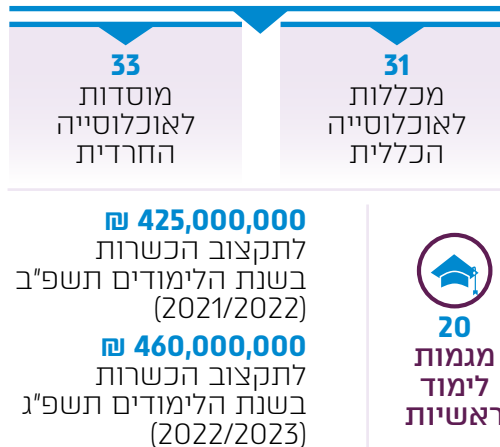 31
מכללות
לאוכלוסייה
הכללית
33
מוסדות
לאוכלוסייה
החרדית
20
מגמות
לימוד
ראשיות
425,000,000 ₪
לתקצוב הכשרות
בשנת הלימודים תשפ"ב
(2021/2022)
460,000,000 ₪
לתקצוב הכשרות
בשנת הלימודים תשפ"ג
(2022/2023)